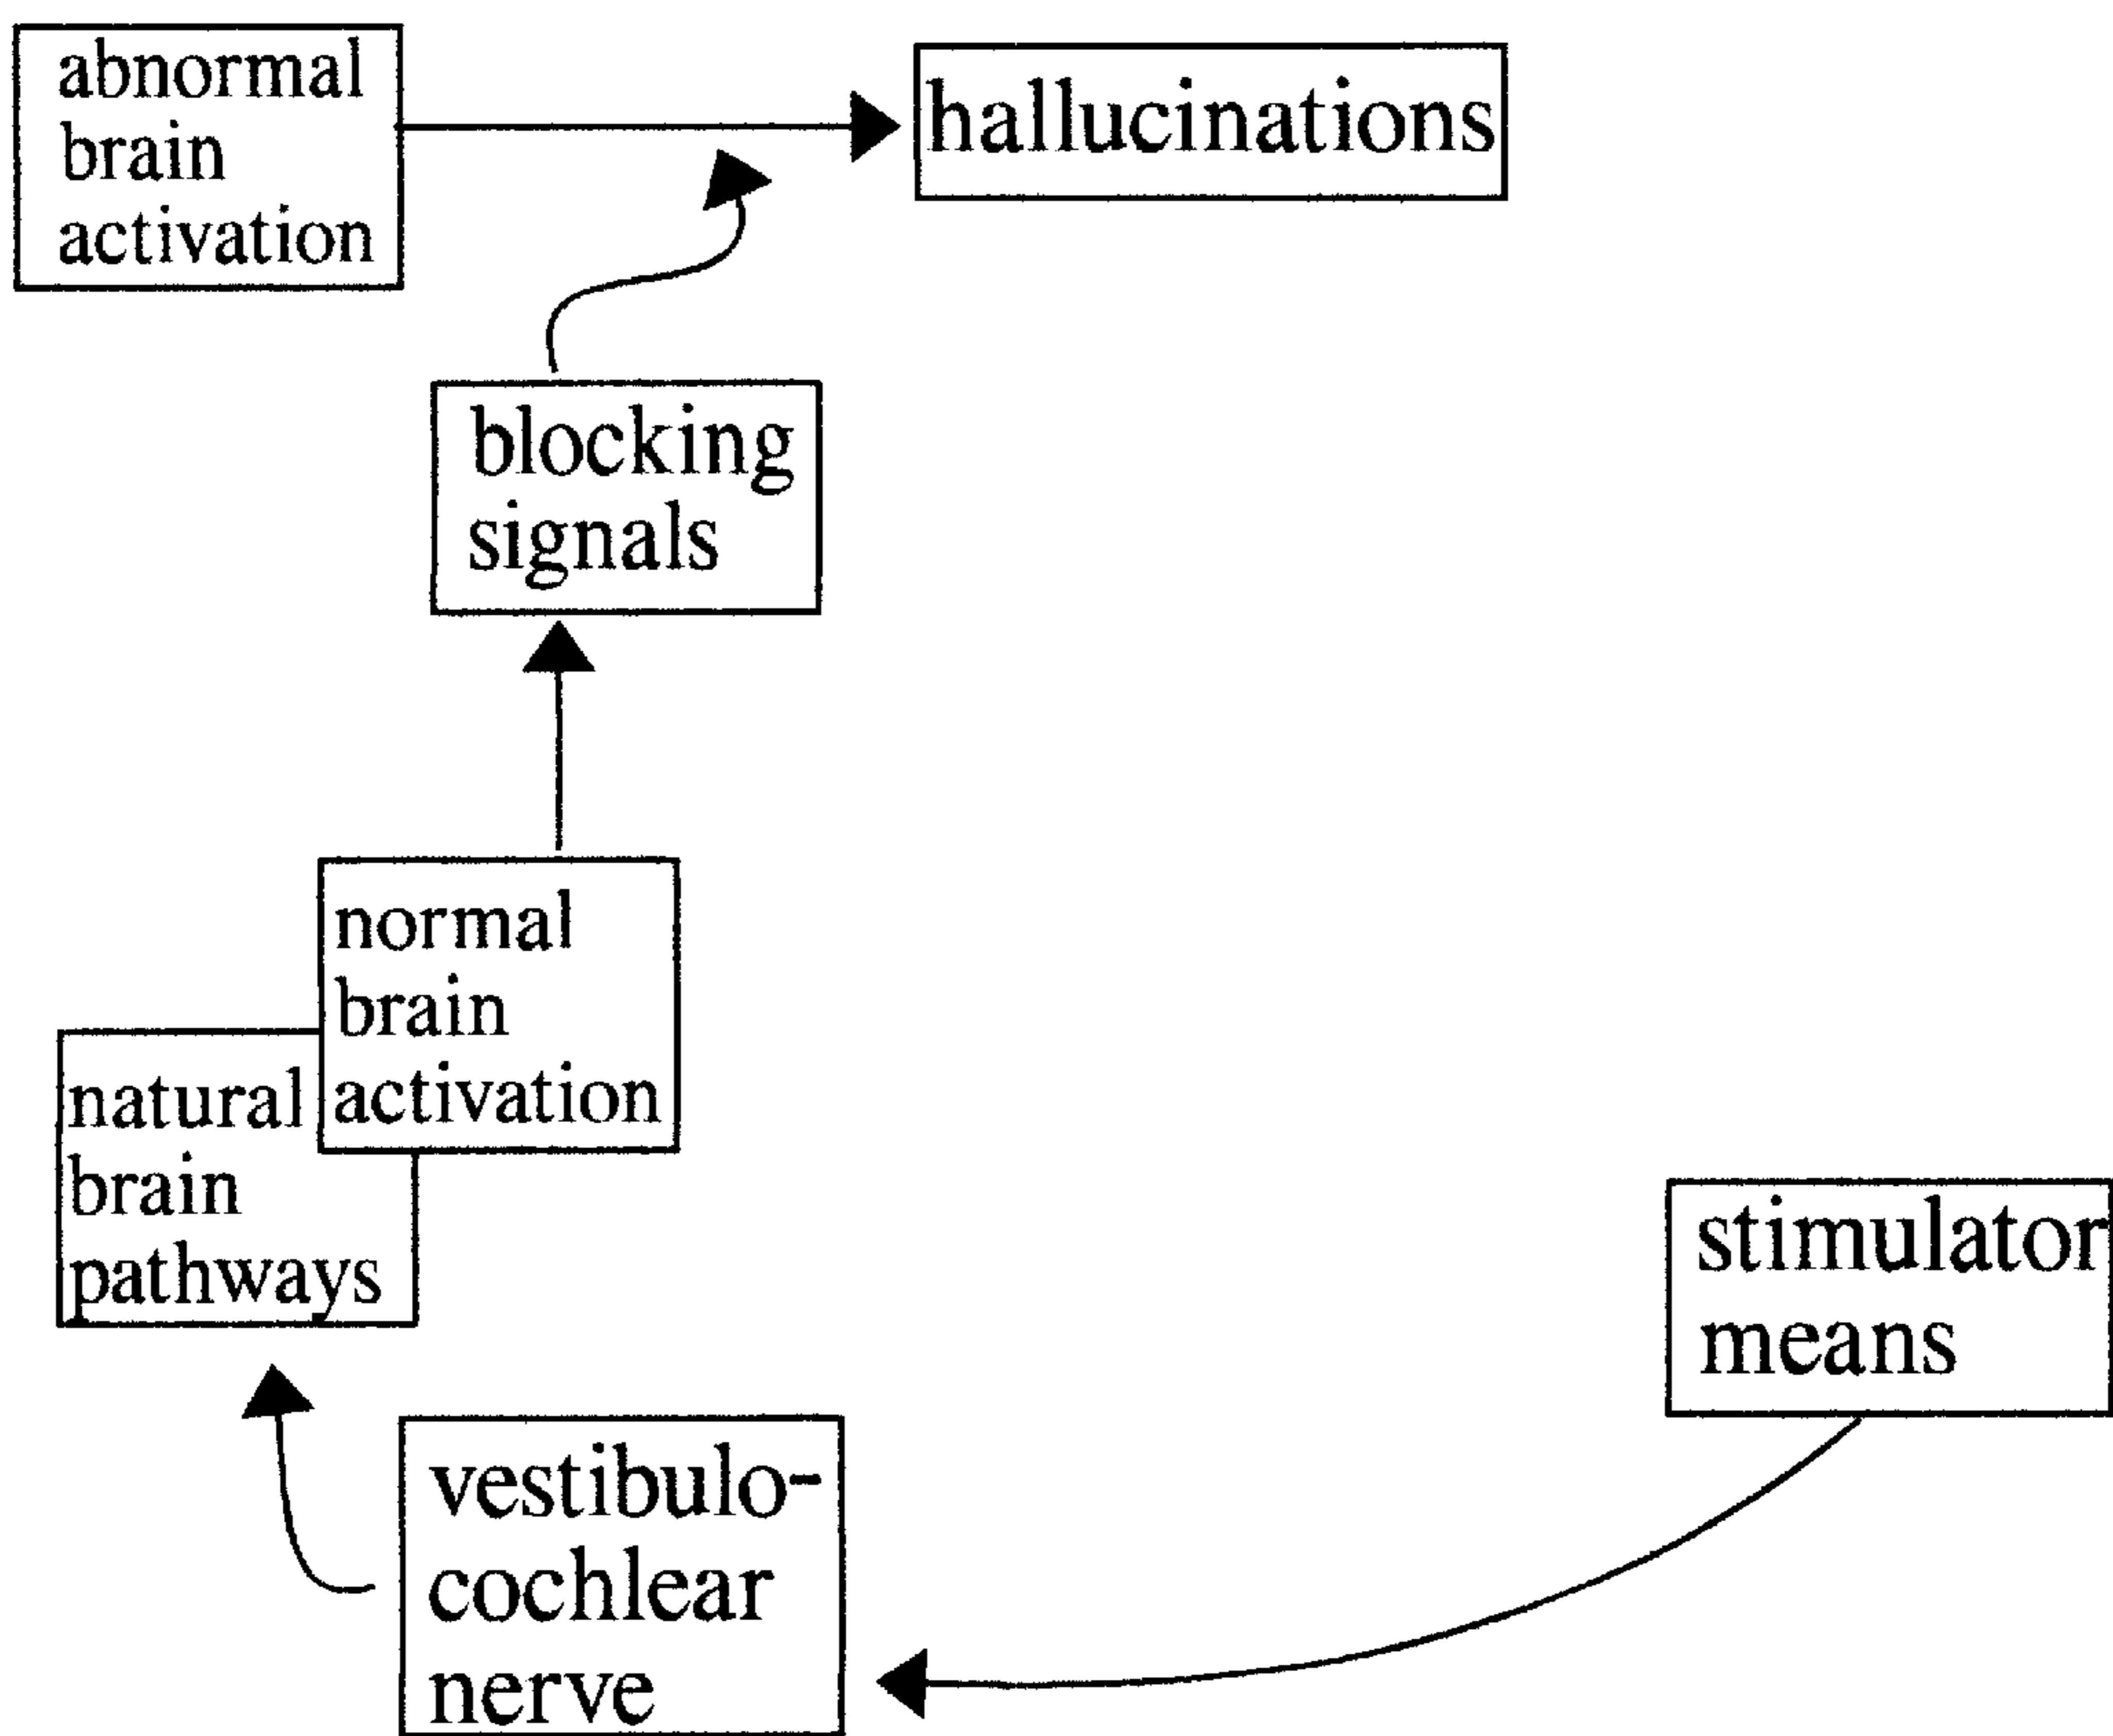 abnormal
brain
activation
hallucinations
blocking
signals
normal
brain
activation
natural
brain
pathways
stimulator
means
vestibulo-
cochlear
nerve